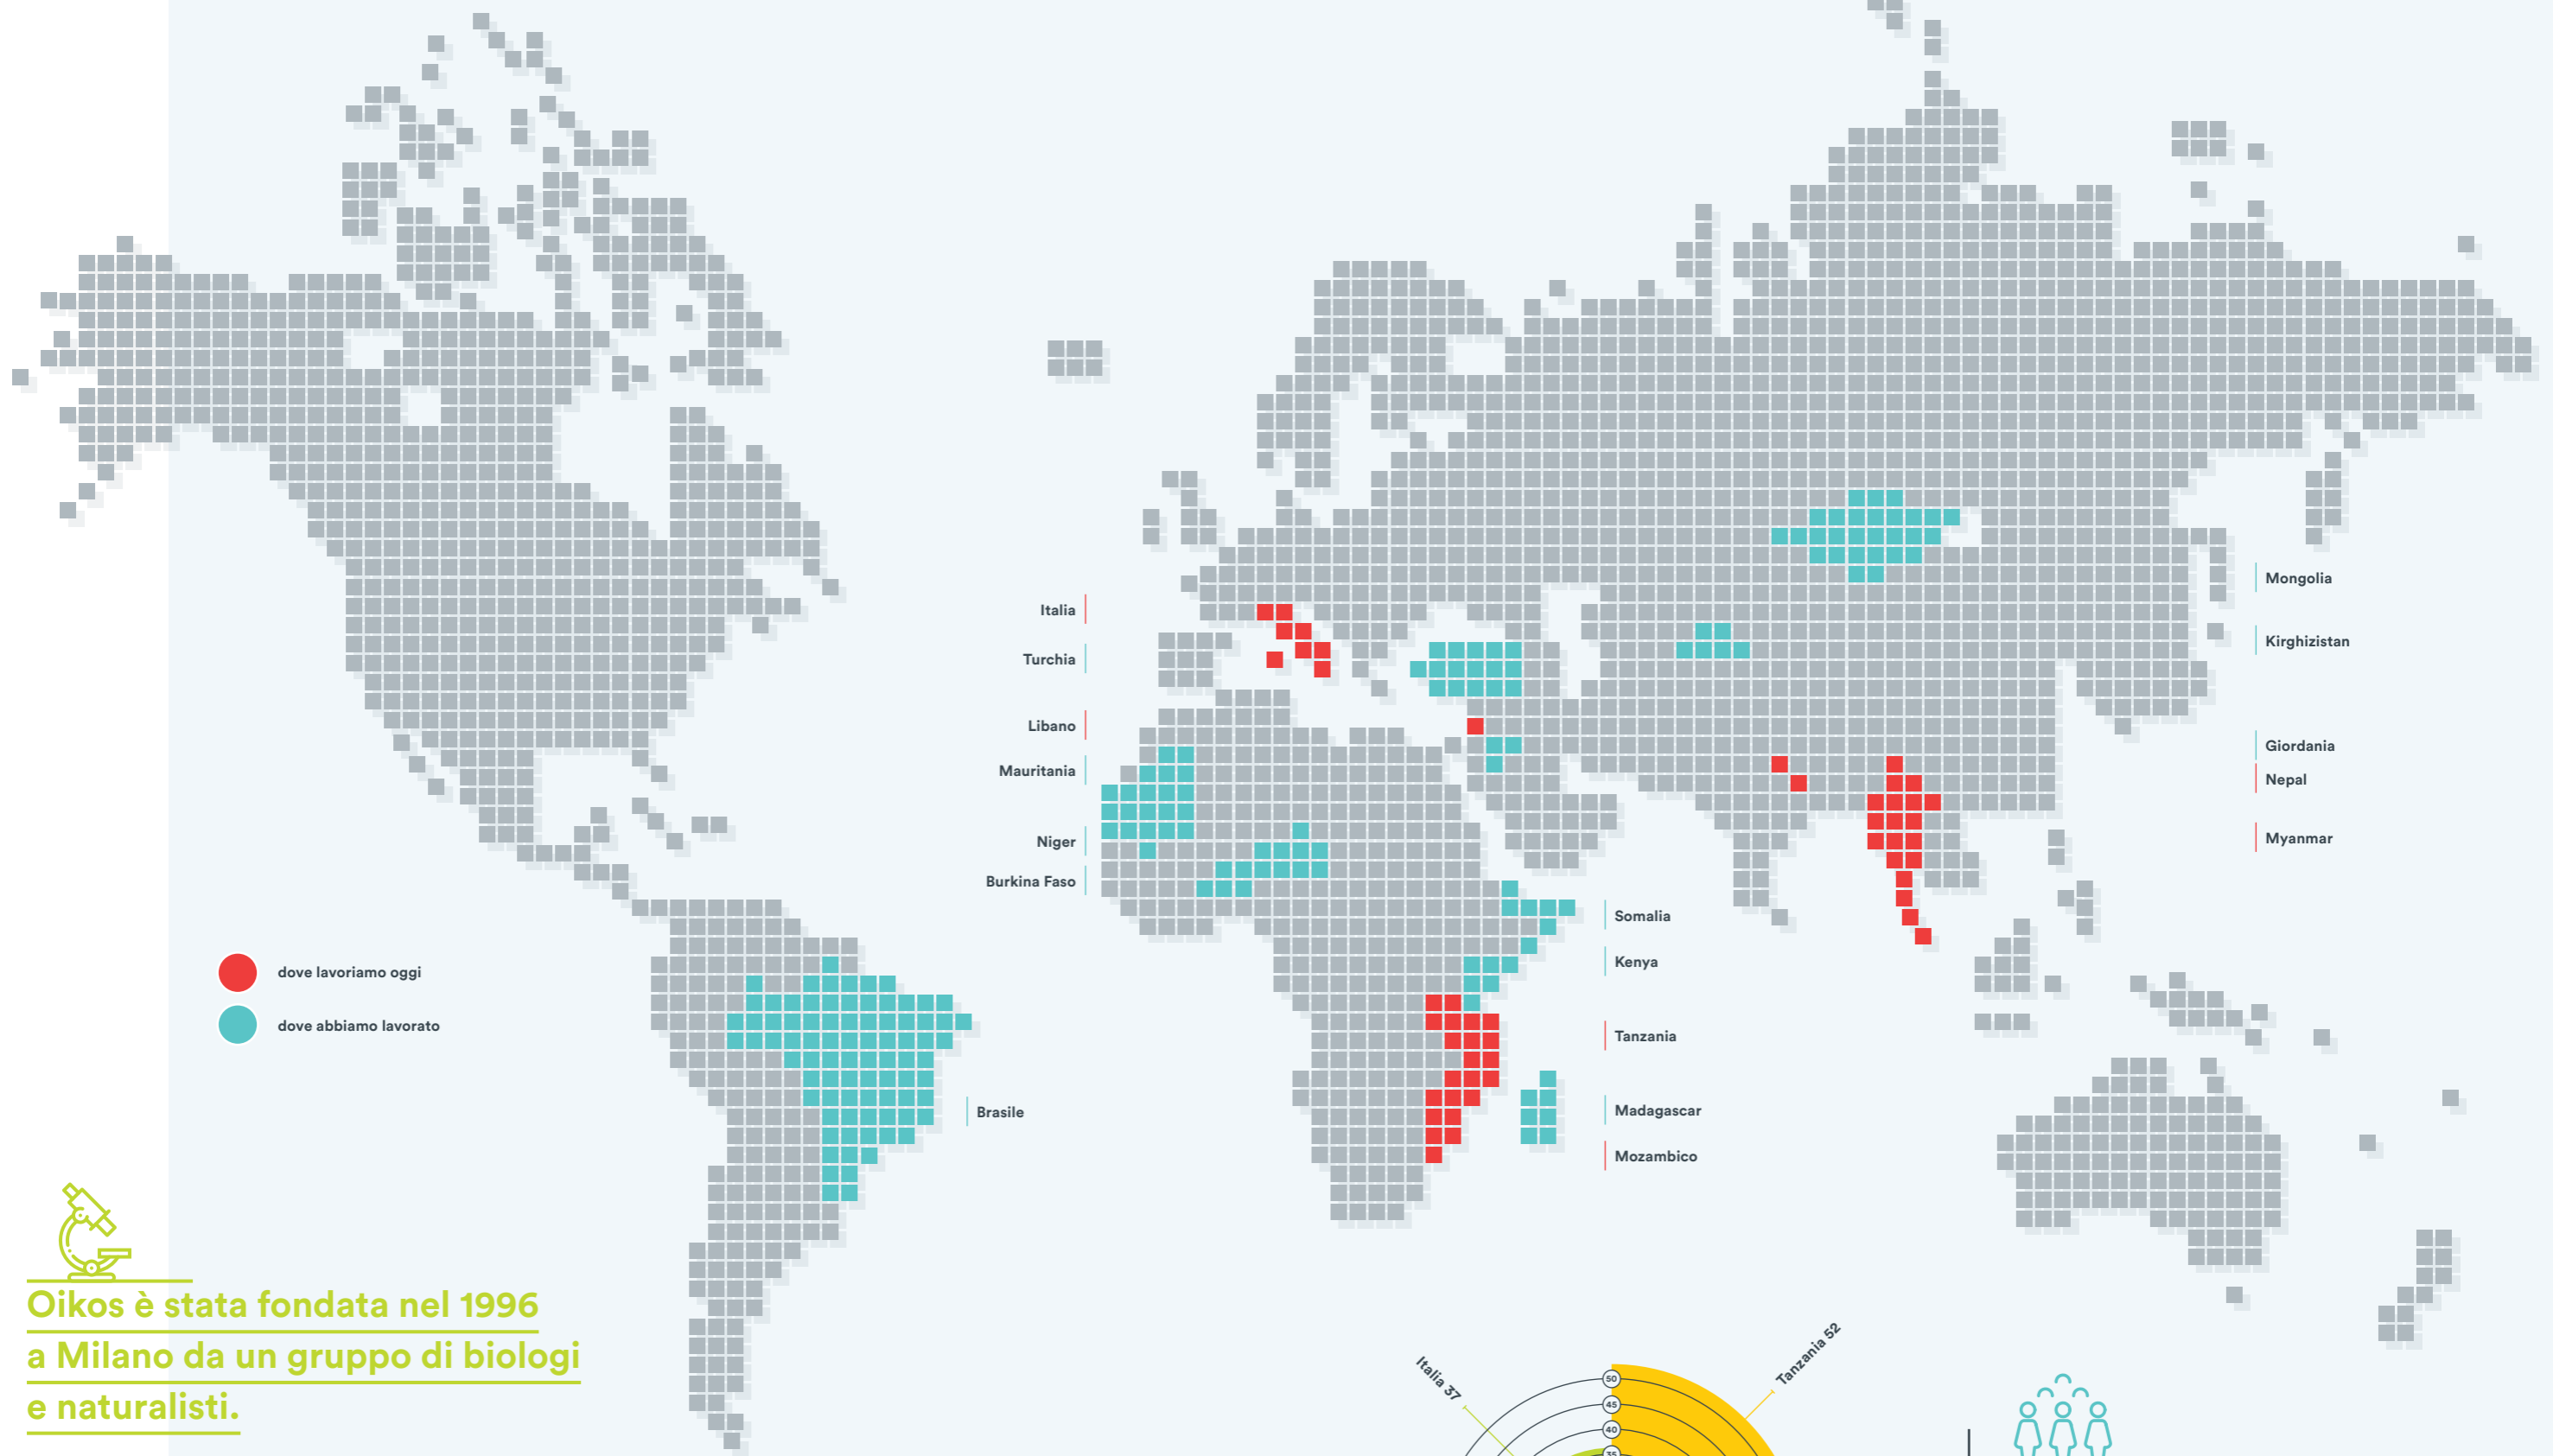 Italia
Turchia
Libano
Mauritania
Niger
Burkina Faso
Mongolia
Kirghizistan
Giordania
Nepal
Myanmar
Somalia
Kenya
Tanzania
Madagascar
Mozambico
Brasile
dove lavoriamo oggi
dove abbiamo lavorato
Oikos è stata fondata nel 1996
a Milano da un gruppo di biologi
e naturalisti.
Italia 37
Tanzania 52
50
45
40
35